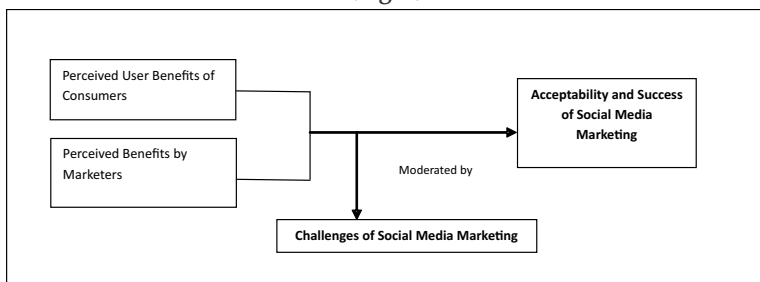 Perceived User Benefits of
Consumers
Perceived Benefits by
Marketers
Acceptability and Success
of Social Media
Marketing
Moderated by
Challenges of Social Media Marketing